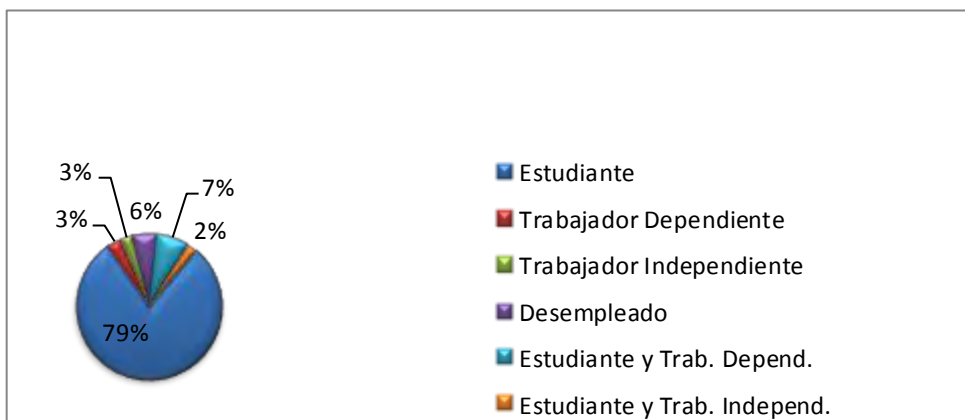 3%
7%
3%
6%
2%
79%
Estudiante
Trabajador Dependiente
Trabajador Independiente
Desempleado
Estudiante y Trab. Depend.
Estudiante y Trab. Independ.